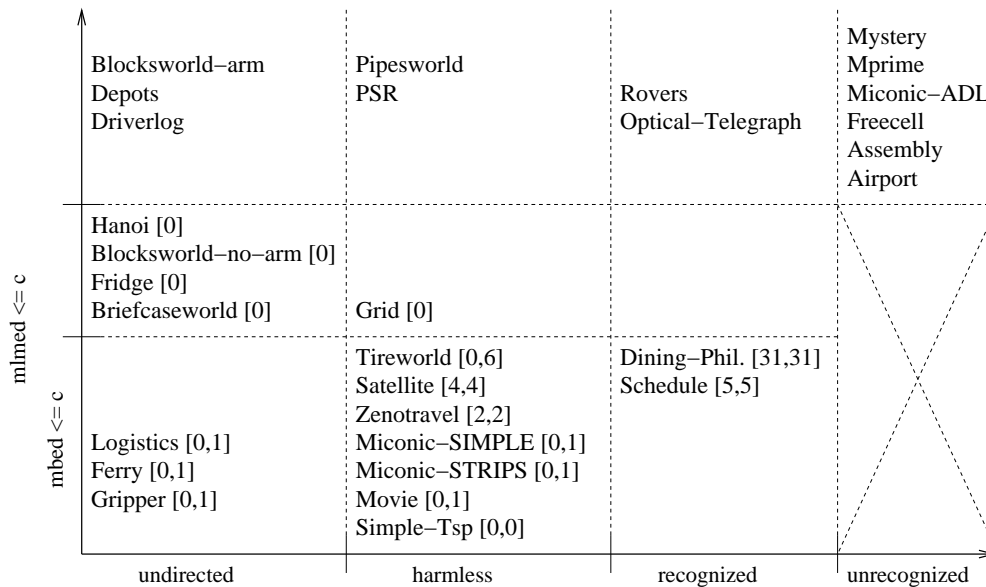 Mystery
Blocksworld−arm Pipesworld Mprime
Depots PSR Rovers Miconic−ADL
Driverlog Optical−Telegraph Freecell
Assembly
Airport
Hanoi [0]
Blocksworld−no−arm [0]
Fridge [0]
Briefcaseworld [0] Grid [0]
mlmed <= c
Tireworld [0,6] Dining−Phil. [31,31]
Satellite [4,4] Schedule [5,5]
Zenotravel [2,2]
mbed <= c
Logistics [0,1] Miconic−SIMPLE [0,1]
Ferry [0,1] Miconic−STRIPS [0,1]
Gripper [0,1] Movie [0,1]
Simple−Tsp [0,0]
undirected harmless recognized unrecognized